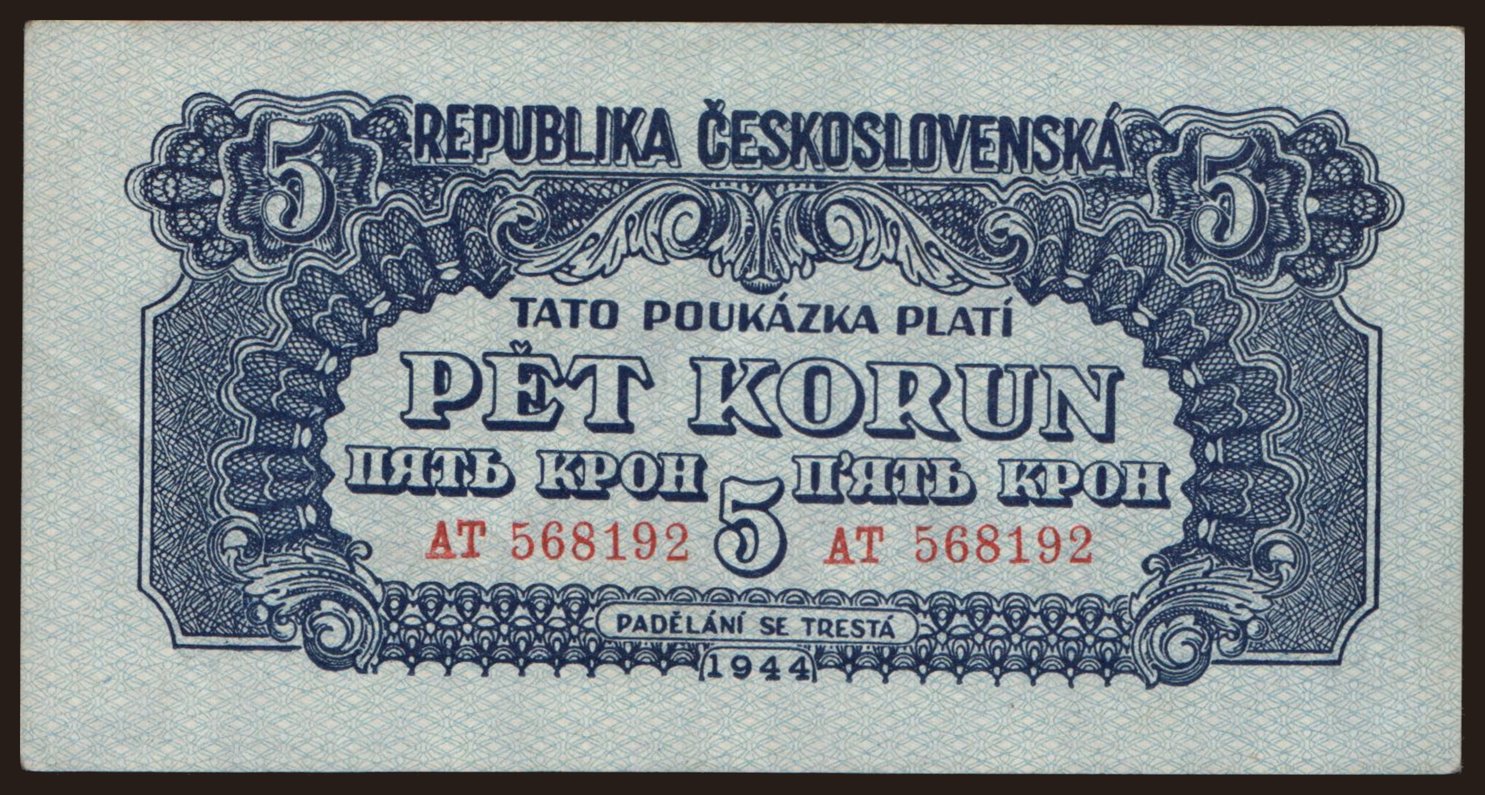 5 REPUBLIKA ČESKOSLOVENSKÁ 5
TATO POUKÁZKA PLATÍ
PĚT KORUN
ПЯТЬ КРОН 5 П'ЯТЬ КРОН
AT 568192 AT 568192
PADĚLÁNÍ SE TRESTÁ
1944